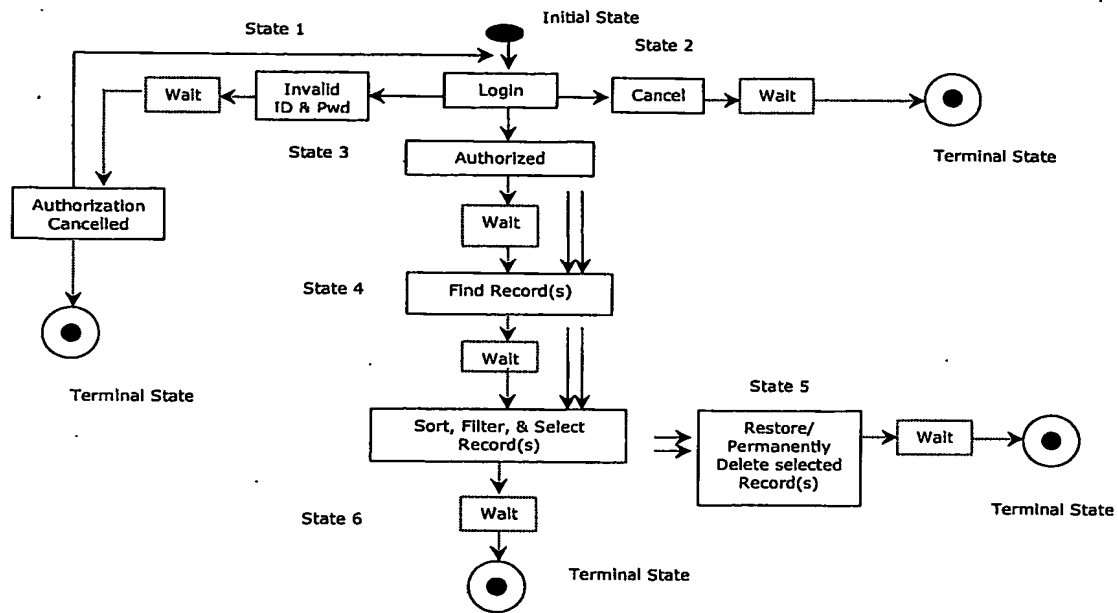 Initial State
State 1
State 2
Wait
Invalid
ID & Pwd
Login
Cancel
Wait
State 3
Authorized
Terminal State
Authorization
Cancelled
Wait
State 4
Find Record(s)
Wait
Terminal State
State 5
Sort, Filter, & Select
Record(s)
Restore/
Permanently
Delete selected
Record(s)
Wait
Terminal State
State 6
Wait
Terminal State